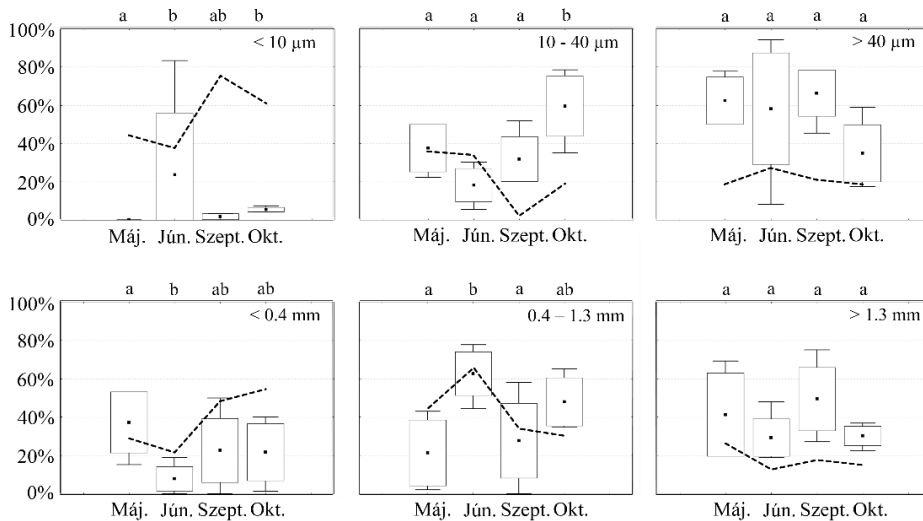 a b ab b
a a a b
a a a a
100%
80%
60%
40%
20%
0%
< 10 µm
10 - 40 µm
> 40 µm
Máj. Jún. Szept. Okt.
Máj. Jún. Szept. Okt.
Máj. Jún. Szept. Okt.
a b ab ab
a b a ab
a a a a
100%
80%
60%
40%
20%
0%
< 0.4 mm
0.4 – 1.3 mm
> 1.3 mm
Máj. Jún. Szept. Okt.
Máj. Jún. Szept. Okt.
Máj. Jún. Szept. Okt.